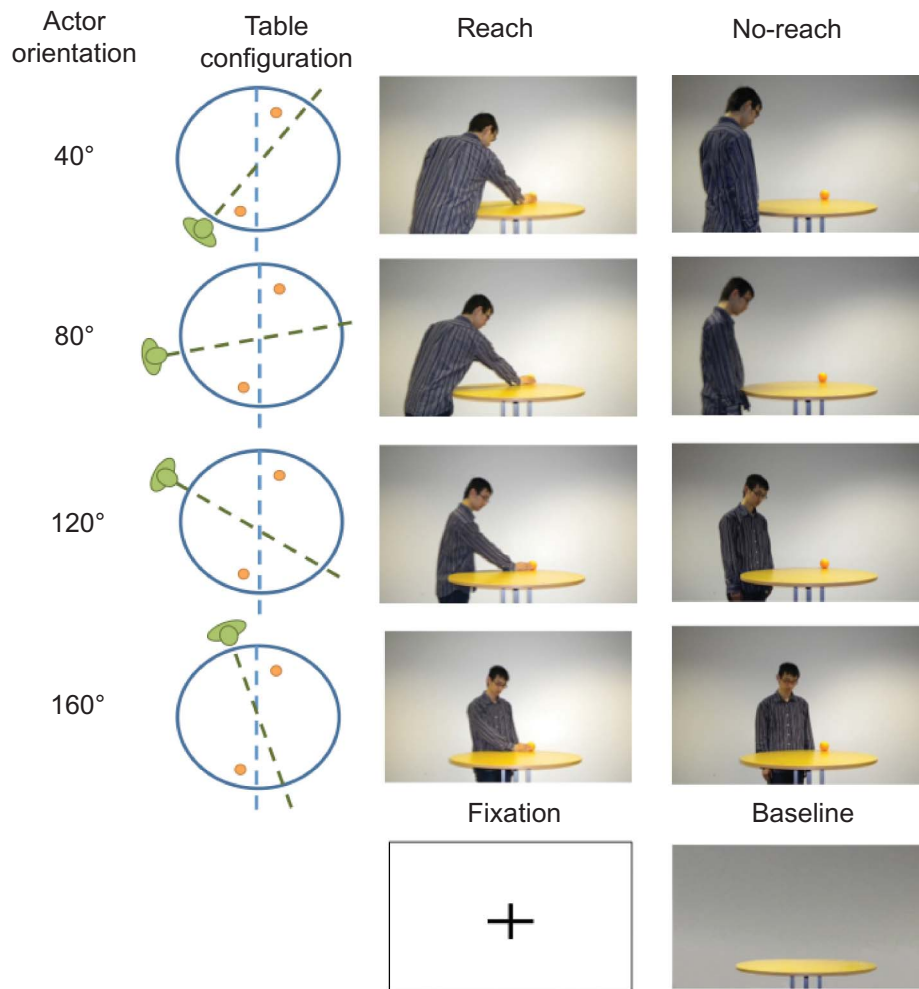 Actor
orientation
Table
configuration
Reach
No-reach
40°
80°
120°
160°
Fixation
Baseline